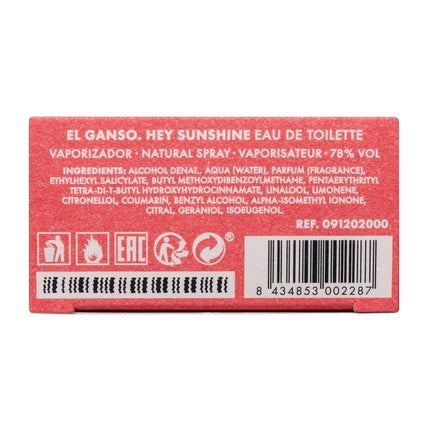 EL GANSO. HEY SUNSHINE EAU DE TOILETTE
VAPORIZADOR · NATURAL SPRAY · VAPORISATEUR · 78% VOL
INGREDIENTS: ALCOHOL DENAT., AQUA (WATER), PARFUM (FRAGRANCE),
ETHYLHEXYL SALICYLATE, BUTYL METHOXYDIBENZOYLMETHANE, PENTAERYTHRITYL
TETRA-DI-T-BUTYL HYDROXYHYDROCINNAMATE, LINALOOL, LIMONENE,
CITRONELLOL, COUMARIN, BENZYL ALCOHOL, ALPHA-ISOMETHYL IONONE,
CITRAL, GERANIOL, ISOEUGENOL.
REF. 091202000
EAC
8 434853 002287